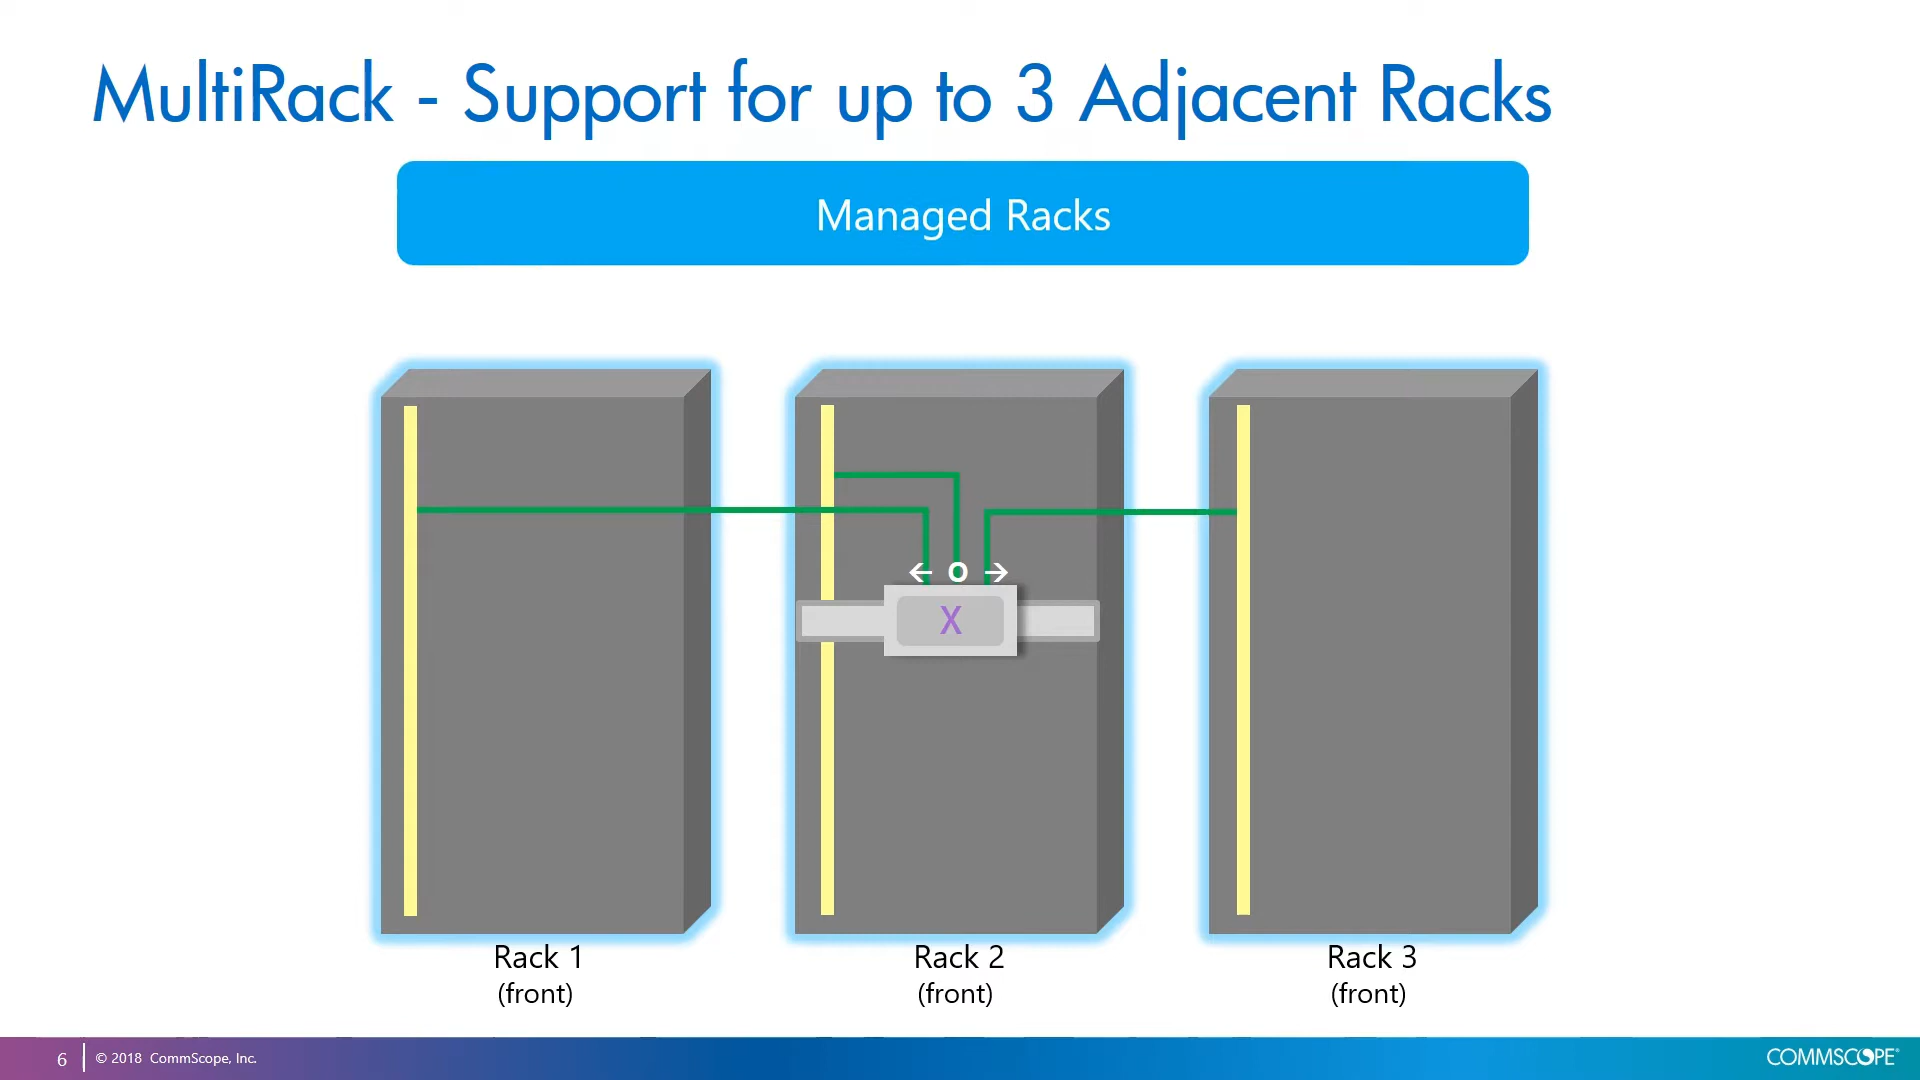 MultiRack - Support for up to 3 Adjacent Racks
Managed Racks
← O →
X
Rack 1
(front)
Rack 2
(front)
Rack 3
(front)
6
© 2018 CommScope, Inc.
COMMSCOPE®